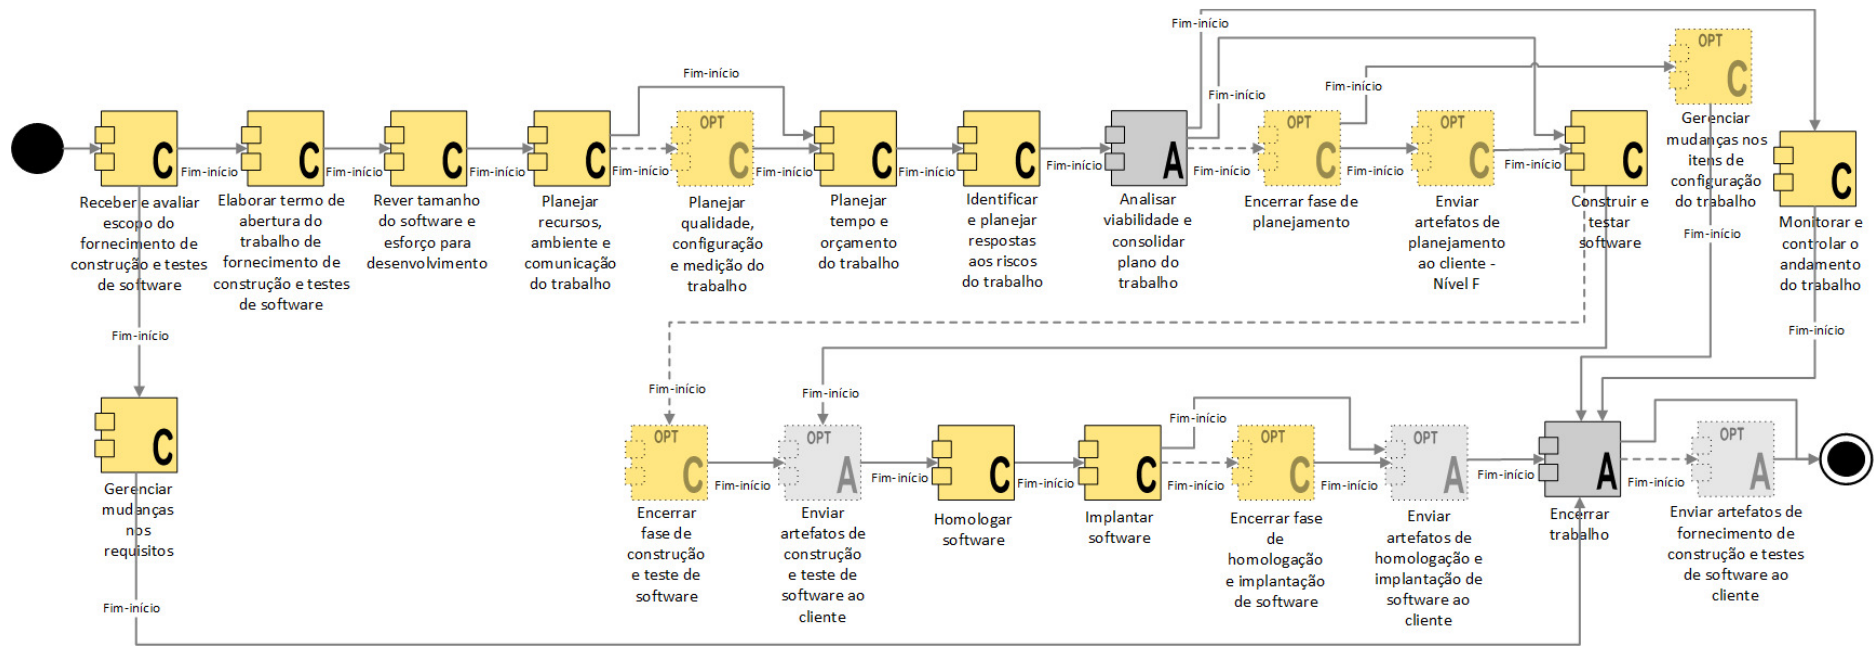 Fim-início
OPT
C
Fim-início
Fim-início
Fim-início
OPT
OPT
OPT
C
C
C
C
C
C
C
A
C
C
C
C
Fim-início
Fim-início
Fim-início
Fim-início
Fim-início
Fim-início
Fim-início
Fim-início
Fim-início
Fim-início
Receber e avaliar
escopo do
fornecimento de
construção e testes
de software
Elaborar termo de
abertura do
trabalho de
fornecimento de
construção e testes
de software
Rever tamanho
do software e
esforço para
desenvolvimento
Planejar
recursos,
ambiente e
comunicação
do trabalho
Planejar
qualidade,
configuração
e medição do
trabalho
Planejar
tempo e
orçamento
do trabalho
Identificar
e planejar
respostas
aos riscos
do trabalho
Analisar
viabilidade e
consolidar
plano do
trabalho
Encerrar fase de
planejamento
Enviar
artefatos de
planejamento
ao cliente -
Nível F
Construir e
testar
software
Gerenciar
mudanças nos
itens de
configuração
do trabalho
Fim-início
Monitorar e
controlar o
andamento
do trabalho
Fim-início
Fim-início
Fim-início
Fim-início
Fim-início
C
Gerenciar
mudanças
nos
requisitos
Fim-início
OPT
C
Fim-início
OPT
A
Fim-início
C
Fim-início
C
Fim-início
OPT
C
Fim-início
OPT
A
Fim-início
A
Fim-início
OPT
A
Encerrar
fase de
construção
e teste de
software
Enviar
artefatos de
construção
e teste de
software ao
cliente
Homologar
software
Implantar
software
Encerrar fase
de
homologação
e implantação
de software
Enviar
artefatos de
homologação e
implantação de
software ao
cliente
Encerrar
trabalho
Enviar artefatos de
fornecimento de
construção e testes
de software ao
cliente